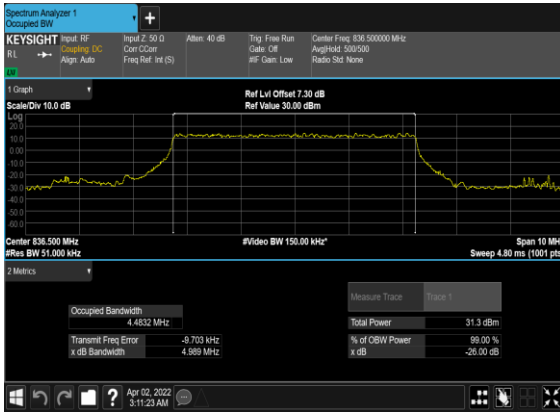 Spectrum Analyzer 1
Occupied BW
+
KEYSIGHT Input: RF Input Z: 50 Ω Atten: 40 dB Trig: Free Run Center Freq: 836.500000 MHz
RL Coupling: DC Corr CCorr Gate: Off Avg|Hold: 500/500
Align: Auto Freq Ref: Int (S) #IF Gain: Low Radio Std: None
1 Graph
Ref Lvl Offset 7.30 dB
Scale/Div 10.0 dB Ref Value 30.00 dBm
Log
20.0
10.0
0.00
-10.0
-20.0
-30.0
-40.0
-50.0
-60.0
Center 836.500 MHz #Video BW 150.00 kHz* Span 10 MH
#Res BW 51.000 kHz Sweep 4.80 ms (1001 pts
2 Metrics
Measure Trace Trace 1
Occupied Bandwidth
4.4832 MHz Total Power 31.3 dBm
Transmit Freq Error -9.703 kHz % of OBW Power 99.00 %
x dB Bandwidth 4.989 MHz x dB -26.00 dB
? Apr 02, 2022
3:11:23 AM